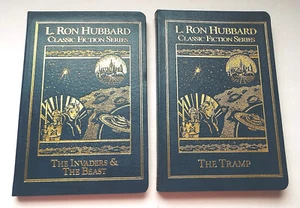 L. RON HUBBARD
CLASSIC FICTION SERIES
THE INVADERS &
THE BEAST
L. RON HUBBARD
CLASSIC FICTION SERIES
THE TRAMP